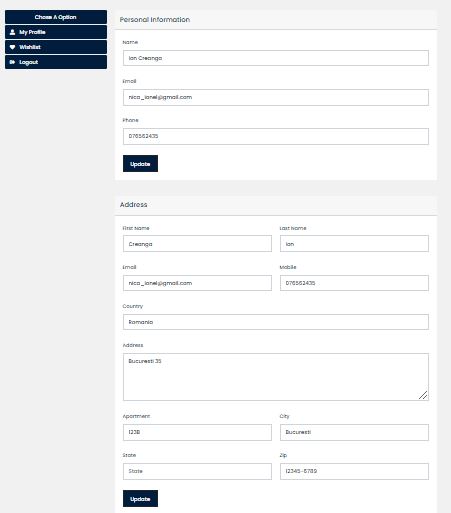 Chose A Option
My Profile
Wishlist
Logout
Personal Information
Name
Ion Creanga
Email
nica_ionel@gmail.com
Phone
076562435
Update
Address
First Name
Last Name
Creanga
Ion
Email
Mobile
nica_ionel@gmail.com
076562435
Country
Romania
Address
Bucuresti 35
Apartment
City
123B
Bucuresti
State
Zip
State
12345-6789
Update